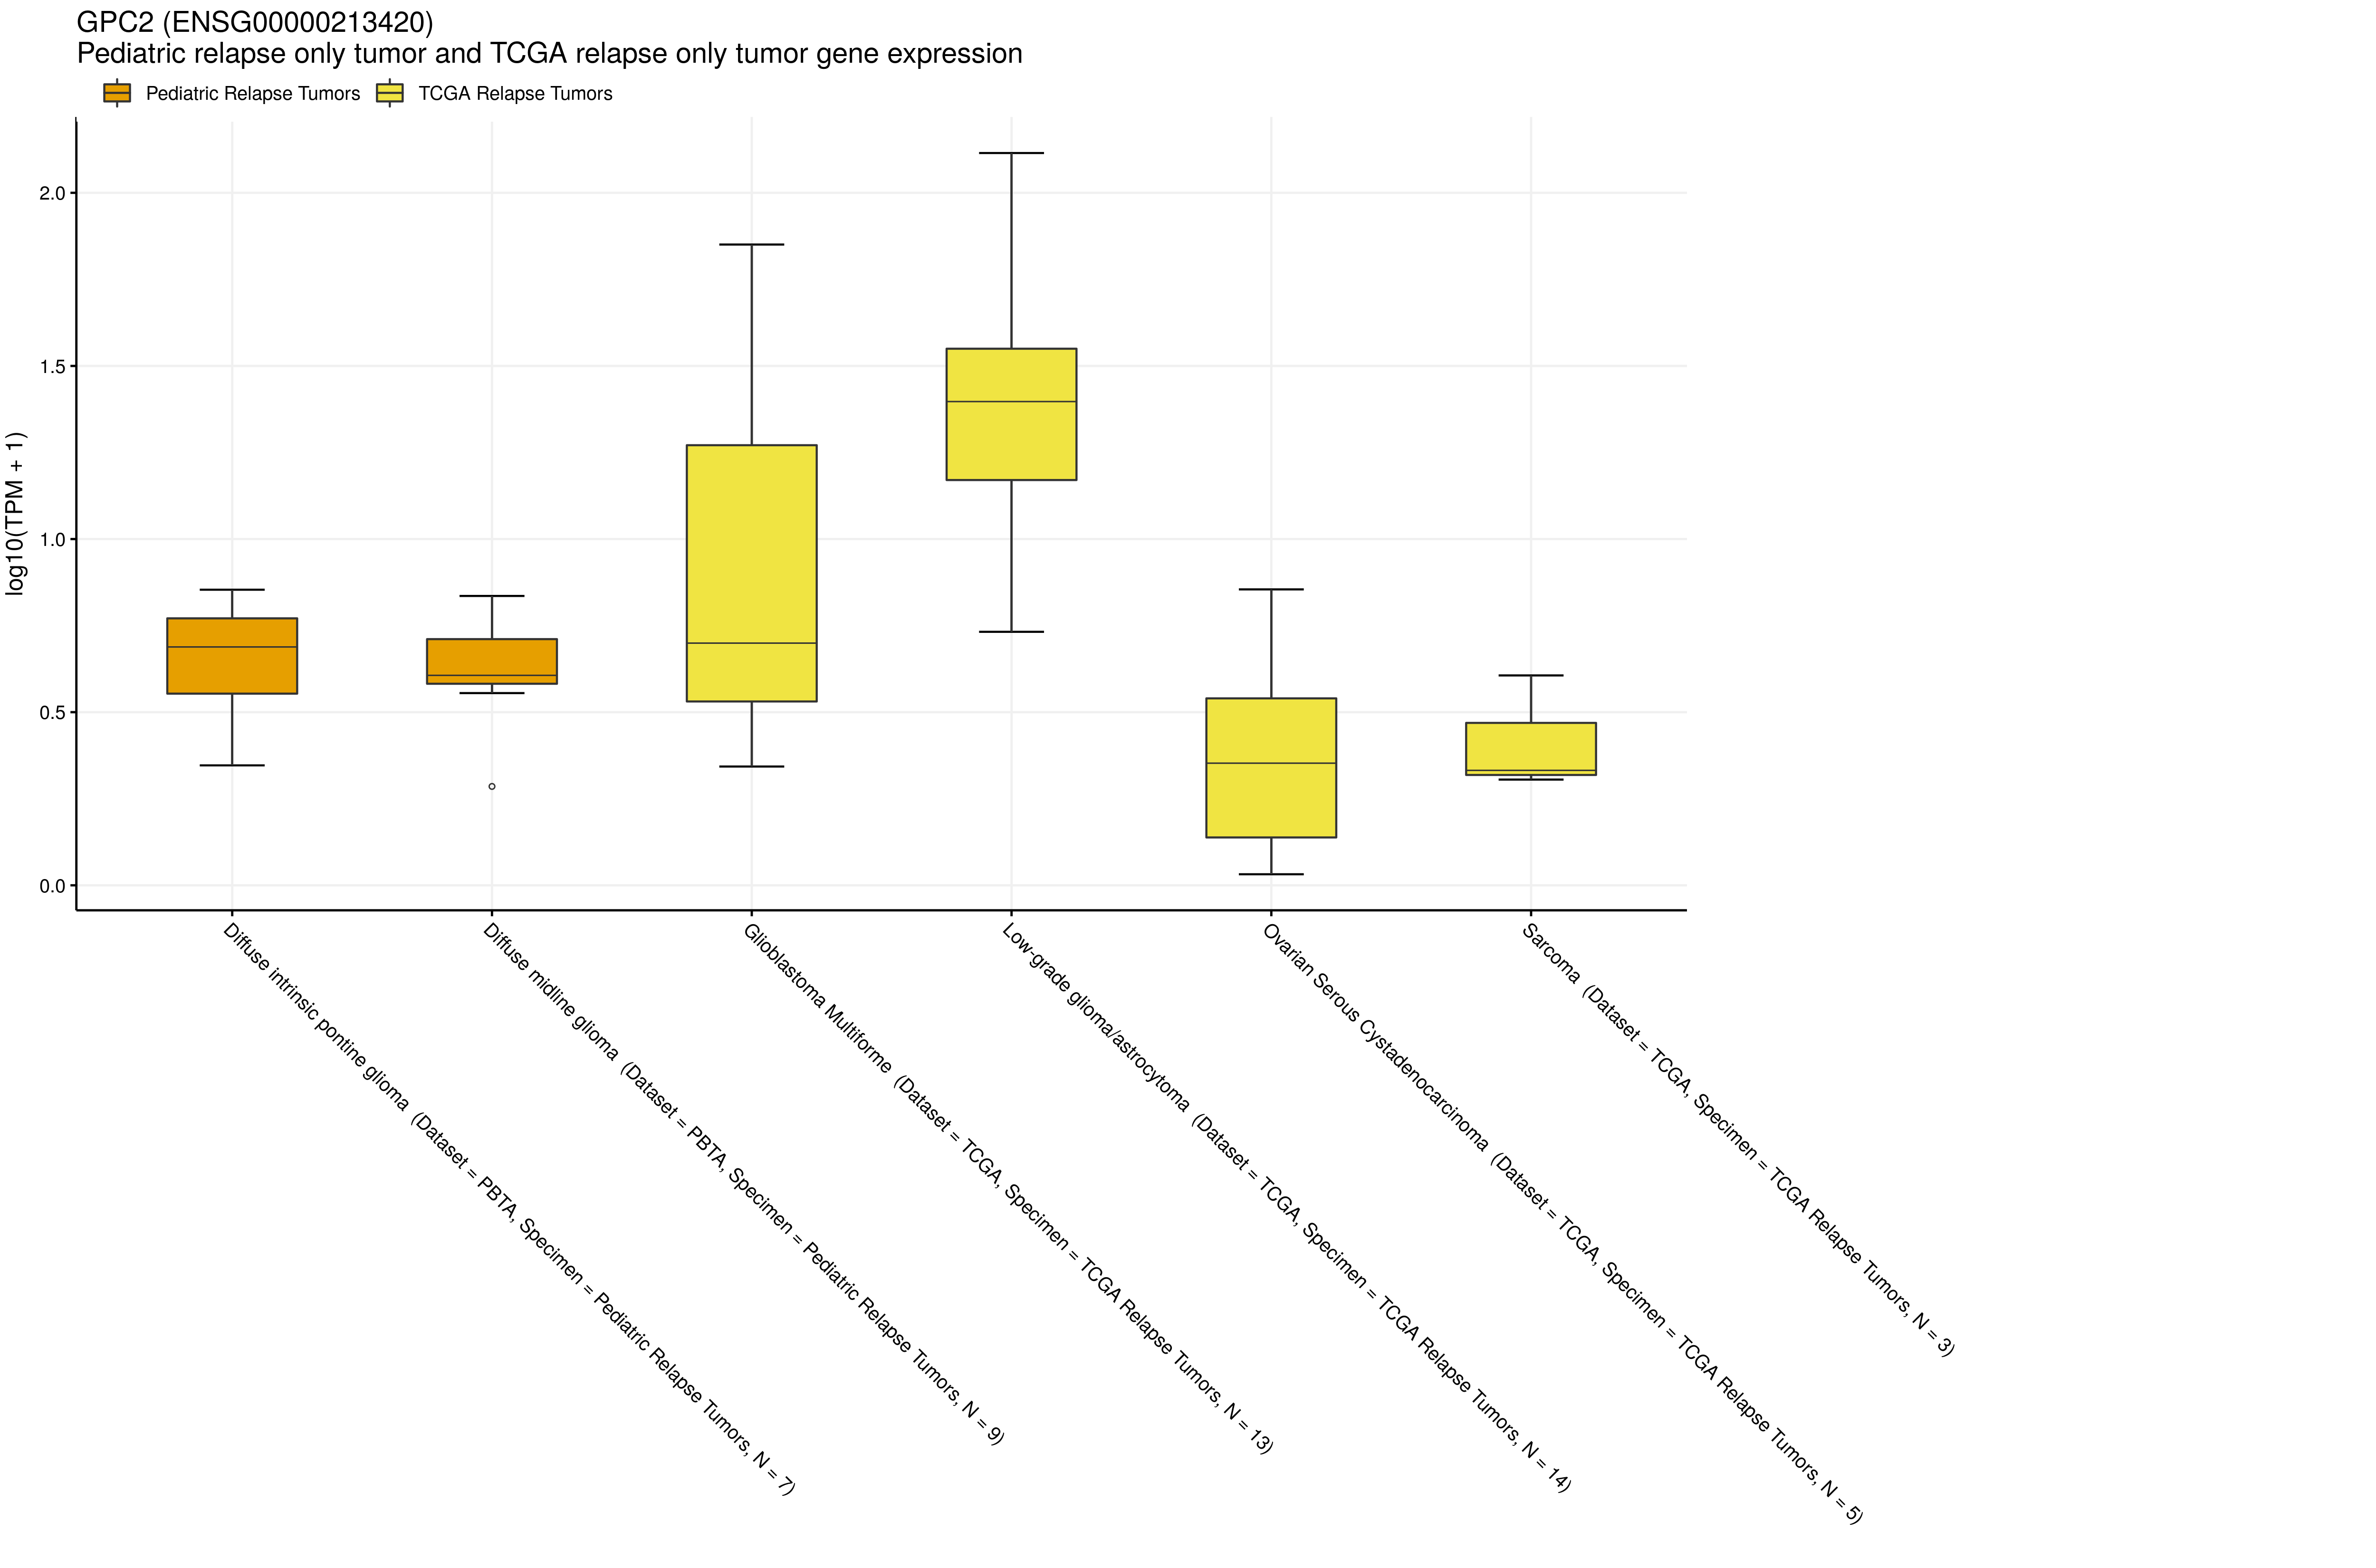 GPC2 (ENSG00000213420)
Pediatric relapse only tumor and TCGA relapse only tumor gene expression
Pediatric Relapse Tumors
TCGA Relapse Tumors
log10(TPM + 1)
2.0
1.5
1.0
0.5
0.0
Diffuse intrinsic pontine glioma (Dataset = PBTA, Specimen = Pediatric Relapse Tumors, N = 7)
Diffuse midline glioma (Dataset = PBTA, Specimen = Pediatric Relapse Tumors, N = 9)
Glioblastoma Multiforme (Dataset = TCGA, Specimen = TCGA Relapse Tumors, N = 13)
Low-grade glioma/astrocytoma (Dataset = TCGA, Specimen = TCGA Relapse Tumors, N = 14)
Ovarian Serous Cystadenocarcinoma (Dataset = TCGA, Specimen = TCGA Relapse Tumors, N = 5)
Sarcoma (Dataset = TCGA, Specimen = TCGA Relapse Tumors, N = 3)